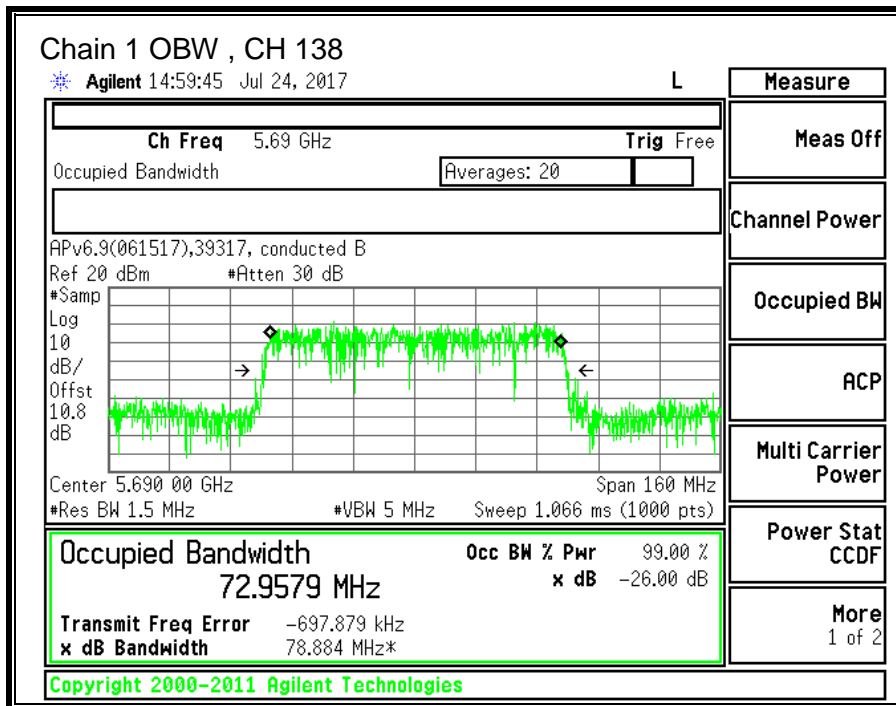 Chain 1 OBW , CH 138
Agilent 14:59:45 Jul 24, 2017 L
Ch Freq 5.69 GHz Trig Free
Occupied Bandwidth Averages: 20
APv6.9(061517),39317, conducted B
Ref 20 dBm #Atten 30 dB
#Samp
Log
10
dB/
Offst
10.8
dB
Center 5.690 00 GHz Span 160 MHz
#Res BW 1.5 MHz #VBW 5 MHz Sweep 1.066 ms (1000 pts)
Occupied Bandwidth Occ BW % Pwr 99.00 %
72.9579 MHz x dB -26.00 dB
Transmit Freq Error -697.879 kHz
x dB Bandwidth 78.884 MHz*
Copyright 2000-2011 Agilent Technologies
Measure
Meas Off
Channel Power
Occupied BW
ACP
Multi Carrier
Power
Power Stat
CCDF
More
1 of 2